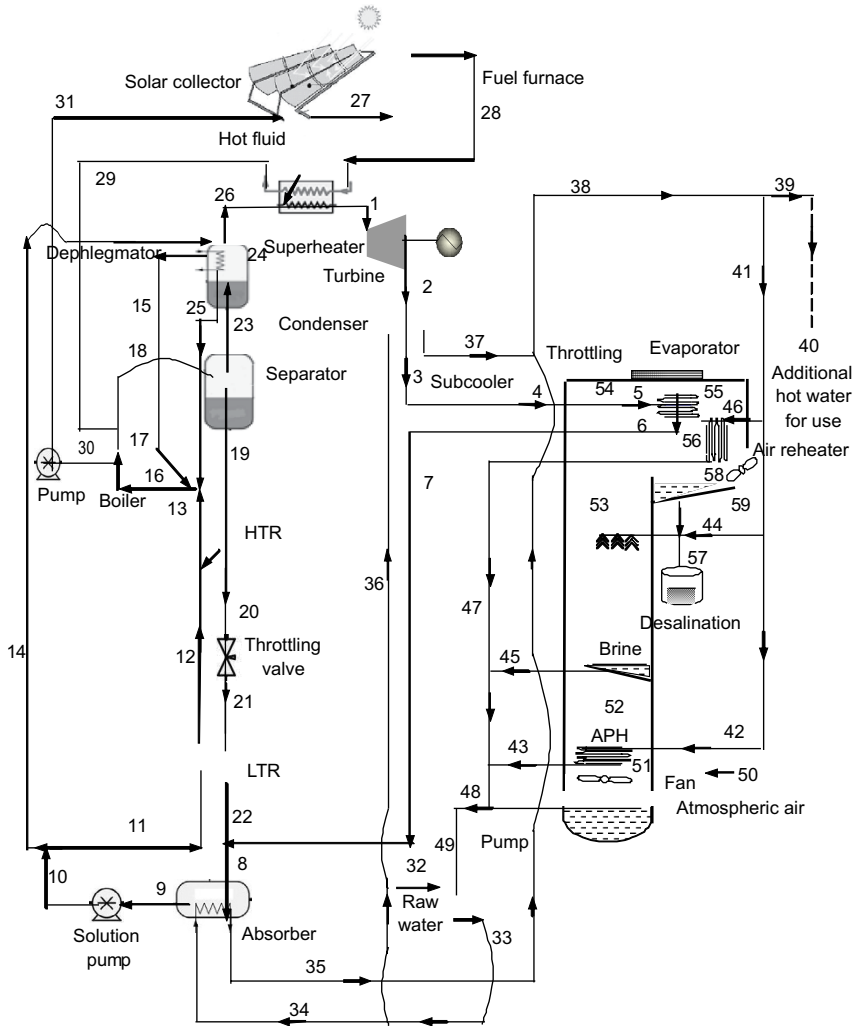 Solar collector
Fuel furnace
31
27
28
Hot fluid
29
26
1
38
39
Dephlegmator
24
Superheater
Turbine
2
41
15
25
23
Condenser
37
Throttling
Evaporator
40
18
Separator
3
Subcooler
4
54
5
55
Additional
hot water
for use
46
6
56
Air reheater
17
19
30
16
Pump
Boiler
13
7
58
53
59
44
HTR
57
36
47
20
Desalination
14
12
Throttling
valve
Brine
45
21
52
APH
42
43
51
50
LTR
Fan
Atmospheric air
48
11
22
49
Pump
10
9
8
32
Raw
water
Solution
pump
Absorber
33
35
34